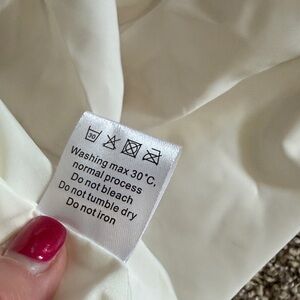 30
Washing max 30°C,
normal process
Do not bleach
Do not tumble dry
Do not iron